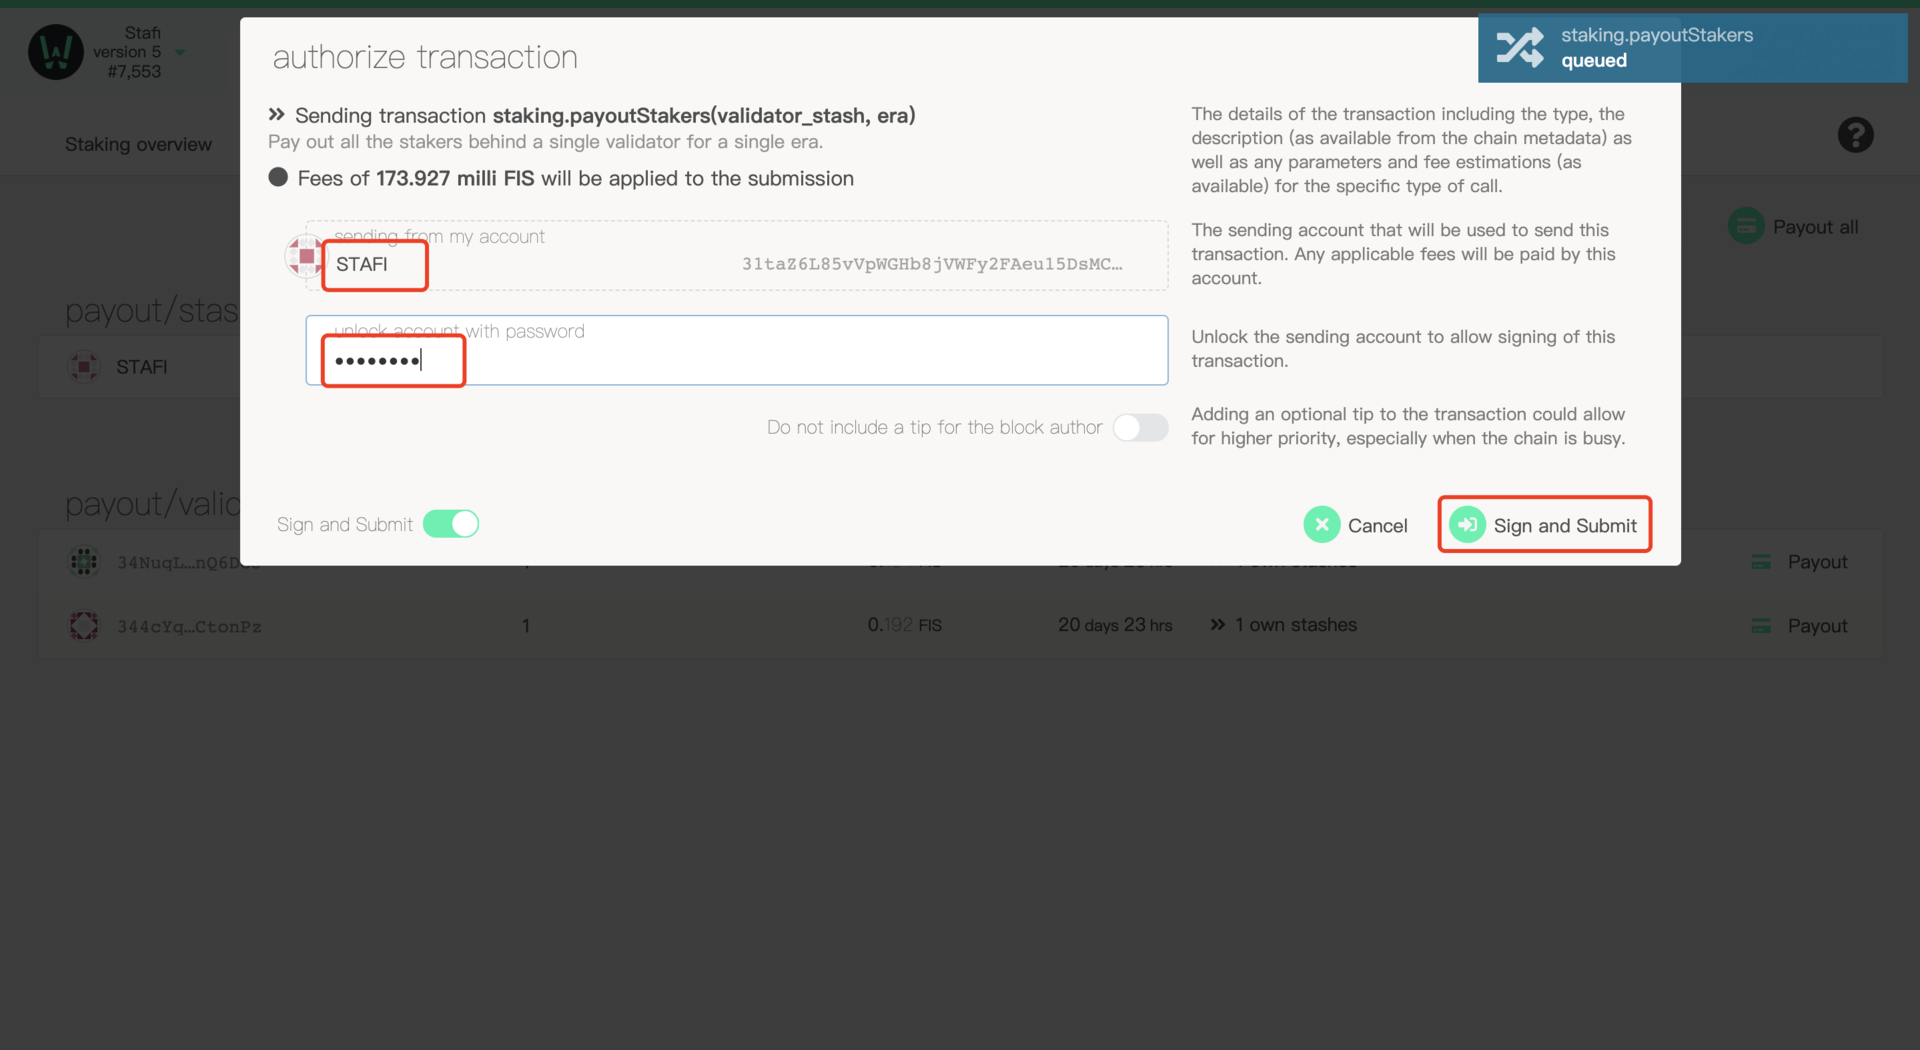 Stafi
version 5
#7,553
staking.payoutStakers
queued
authorize transaction
Sending transaction staking.payoutStakers(validator_stash, era)
Pay out all the stakers behind a single validator for a single era.
Fees of 173.927 milli FIS will be applied to the submission
The details of the transaction including the type, the
description (as available from the chain metadata) as
well as any parameters and fee estimations (as
available) for the specific type of call.
Staking overview
sending from my account
STAFI
31taZ6L85vVpWGHb8jVWFy2FAeu15DsMC…
The sending account that will be used to send this
transaction. Any applicable fees will be paid by this
account.
Payout all
payout/stas
unlock account with password
••••••••
Unlock the sending account to allow signing of this
transaction.
STAFI
Do not include a tip for the block author
Adding an optional tip to the transaction could allow
for higher priority, especially when the chain is busy.
payout/valid
Sign and Submit
Cancel
Sign and Submit
Payout
344cYq…CtonPz
1
0.192 FIS
20 days 23 hrs
1 own stashes
Payout